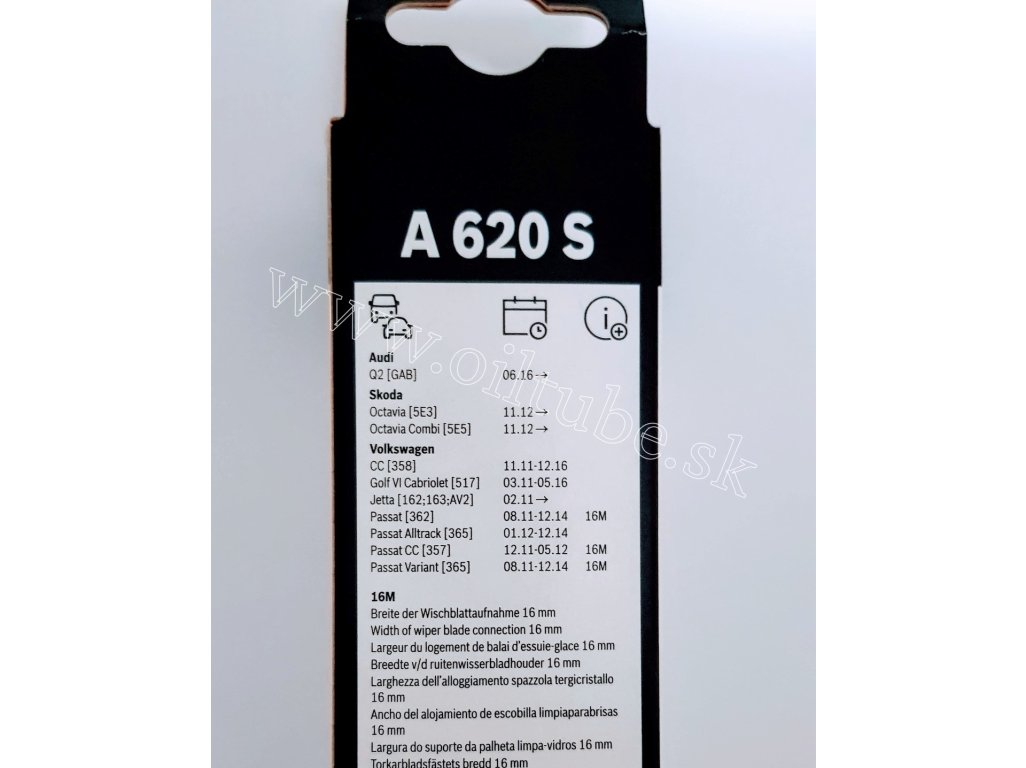 A 620 S
www.oiltube.sk
Audi
Q2 [GAB] 06.16→
Skoda
Octavia [5E3] 11.12→
Octavia Combi [5E5] 11.12→
Volkswagen
CC [358] 11.11-12.16
Golf VI Cabriolet [517] 03.11-05.16
Jetta [162;163;AV2] 02.11→
Passat [362] 08.11-12.14 16M
Passat Alltrack [365] 01.12-12.14
Passat CC [357] 12.11-05.12 16M
Passat Variant [365] 08.11-12.14 16M
16M
Breite der Wischblattaufnahme 16 mm
Width of wiper blade connection 16 mm
Largeur du logement de balai d'essuie-glace 16 mm
Breedte v/d ruitenwisserbladhouder 16 mm
Larghezza dell'alloggiamento spazzola tergicristallo
16 mm
Ancho del alojamiento de escobilla limpiaparabrisas
16 mm
Largura do suporte da palheta limpa-vidros 16 mm
Torkarbladsfästets bredd 16 mm